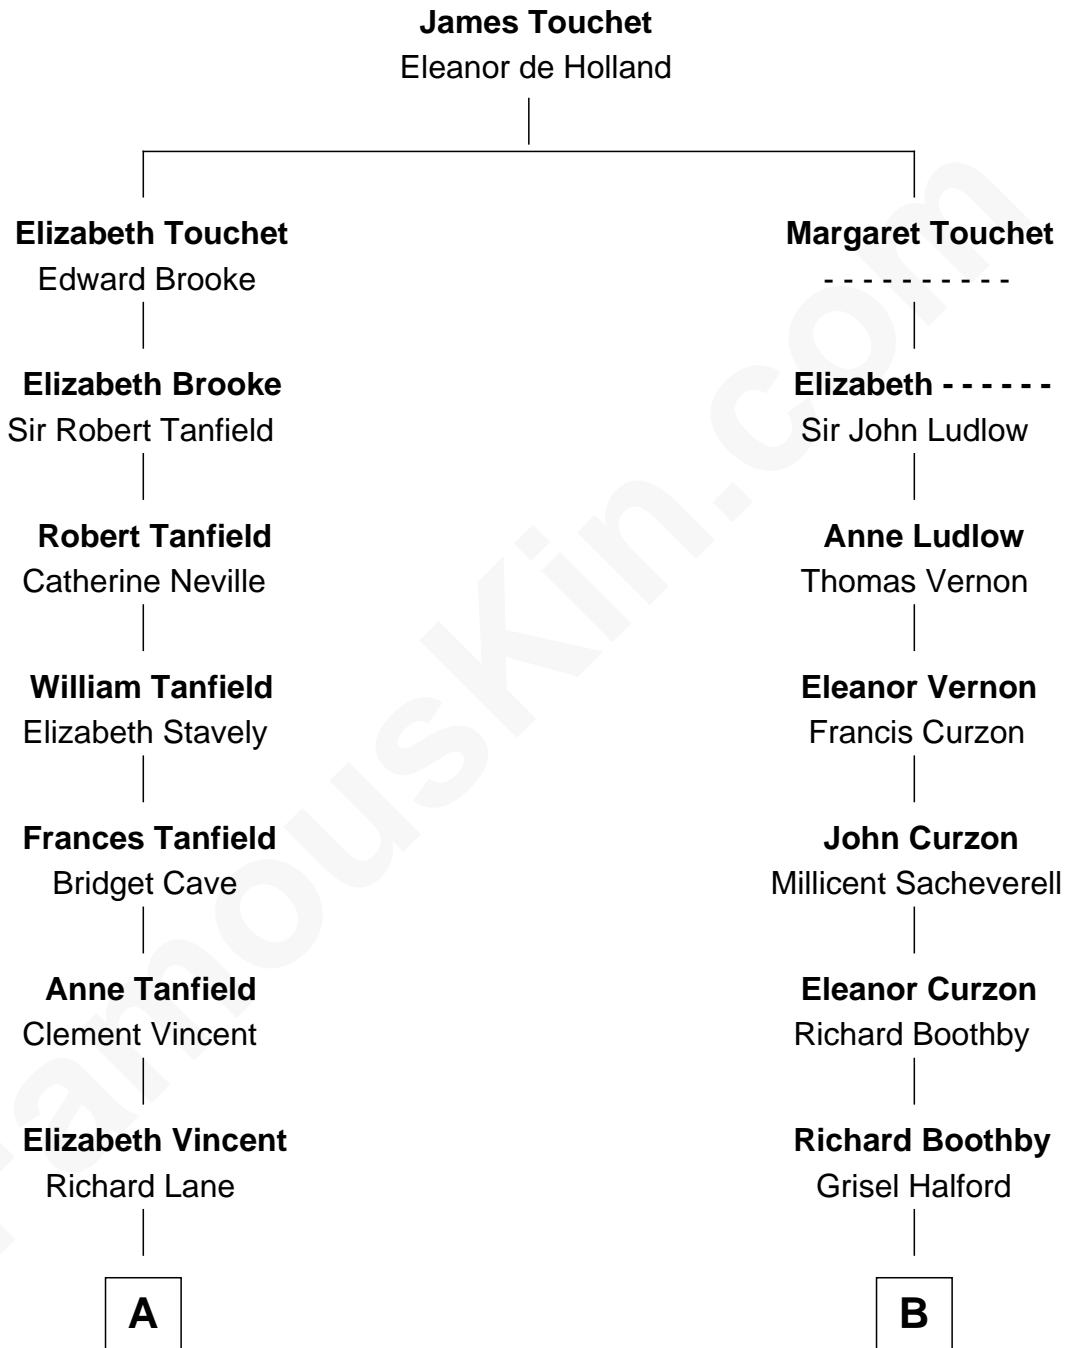 James Touchet
Eleanor de Holland
Elizabeth Touchet
Edward Brooke
Elizabeth Brooke
Sir Robert Tanfield
Robert Tanfield
Catherine Neville
William Tanfield
Elizabeth Stavely
Frances Tanfield
Bridget Cave
Anne Tanfield
Clement Vincent
Elizabeth Vincent
Richard Lane
A
Margaret Touchet
- - - - - - - - - -
Elizabeth - - - - - -
Sir John Ludlow
Anne Ludlow
Thomas Vernon
Eleanor Vernon
Francis Curzon
John Curzon
Millicent Sacheverell
Eleanor Curzon
Richard Boothby
Richard Boothby
Grisel Halford
B
FamousKin.com